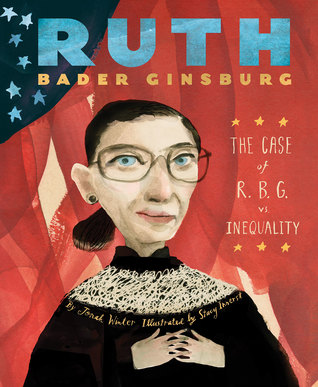 RUTH
BADER GINSBURG
THE CASE
of
R. B. G.
vs
INEQUALITY
By Jonah Winter Illustrated by Stacy Innerst